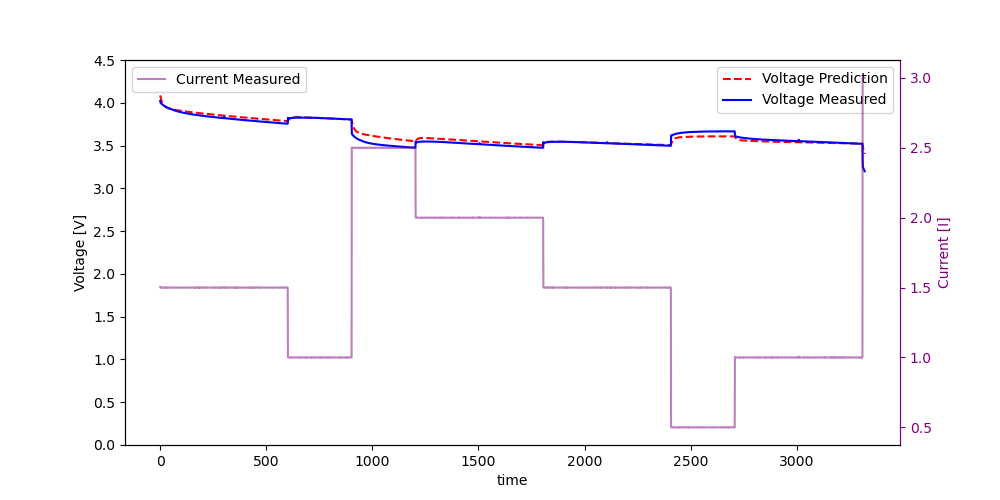 Current Measured
Voltage Prediction
Voltage Measured
4.5
4.0
3.5
3.0
2.5
2.0
1.5
1.0
0.5
0.0
Voltage [V]
3.0
2.5
2.0
1.5
1.0
0.5
Current [I]
0 500 1000 1500 2000 2500 3000
time